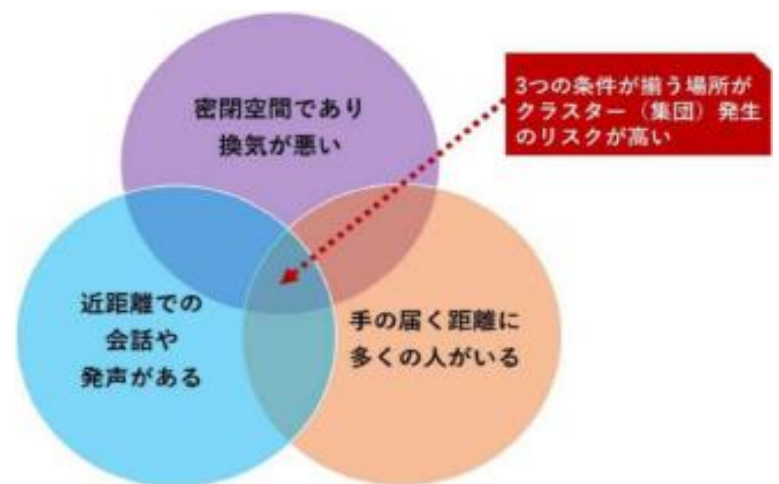 密閉空間であり
換気が悪い
3つの条件が揃う場所が
クラスター（集団）発生
のリスクが高い
近距離での
会話や
発声がある
手の届く距離に
多くの人がいる